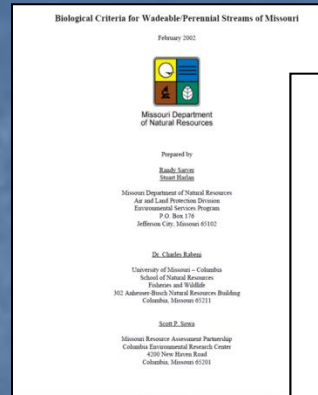 Biological Criteria for Wadeable/Perennial Streams of Missouri
February 2002
Missouri Department
of Natural Resources
Prepared by
Randy Sarver
Stuart Harlan
Missouri Department of Natural Resources
Air and Land Protection Division
Environmental Services Program
P.O. Box 176
Jefferson City, Missouri 65102
Dr. Charles Rabeni
University of Missouri – Columbia
School of Natural Resources
Fisheries and Wildlife
302 Anheuser-Busch Natural Resources Building
Columbia, Missouri 65211
Scott P. Sowa
Missouri Resource Assessment Partnership
Columbia Environmental Research Center
4200 New Haven Road
Columbia, Missouri 65201